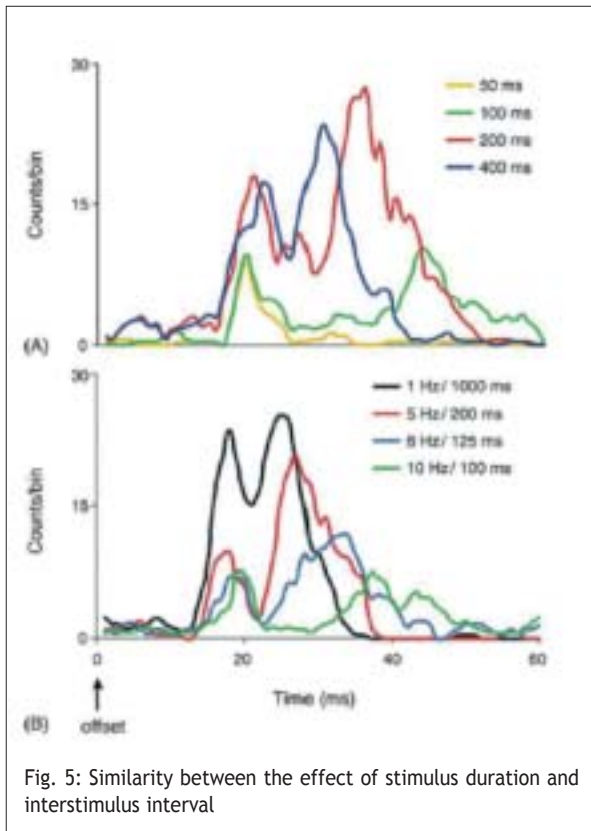 30
15
0
Counts/bin
50 ms
100 ms
200 ms
400 ms
(A)
30
15
0
Counts/bin
1 Hz/ 1000 ms
5 Hz/ 200 ms
8 Hz/ 125 ms
10 Hz/ 100 ms
0 20 40 60
Time (ms)
(B)
offset
Fig. 5: Similarity between the effect of stimulus duration and
interstimulus interval